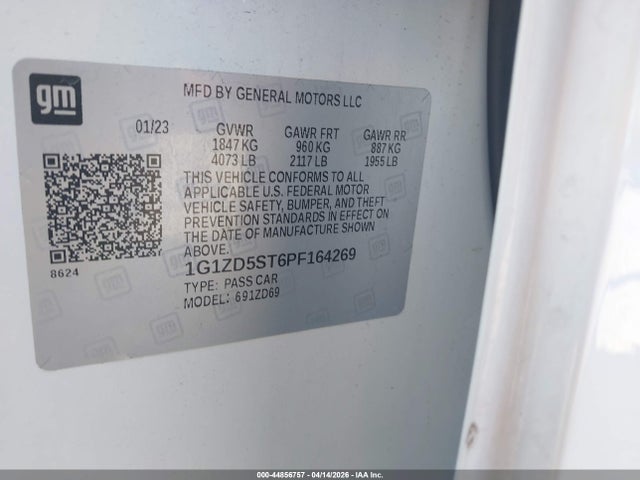 gm
MFD BY GENERAL MOTORS LLC
01/23 GVWR GAWR FRT GAWR RR
1847 KG 960 KG 887 KG
4073 LB 2117 LB 1955 LB
THIS VEHICLE CONFORMS TO ALL
APPLICABLE U.S. FEDERAL MOTOR
VEHICLE SAFETY, BUMPER, AND THEFT
PREVENTION STANDARDS IN EFFECT ON
THE DATE OF MANUFACTURE SHOWN
ABOVE.
8624
1G1ZD5ST6PF164269
TYPE: PASS CAR
MODEL: 691ZD69
000-44856757 - 04/14/2026 - IAA Inc.